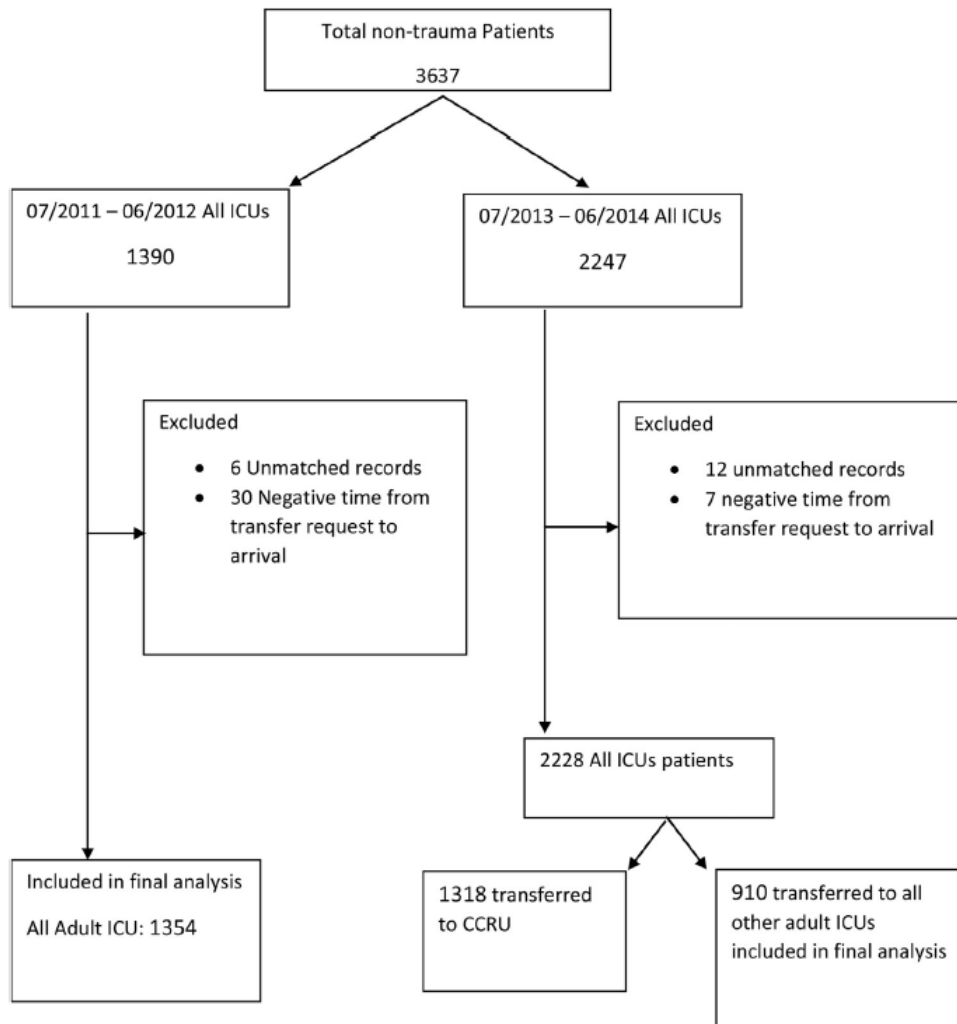 Total non-trauma Patients
3637
07/2011 – 06/2012 All ICUs
1390
07/2013 – 06/2014 All ICUs
2247
Excluded
• 6 Unmatched records
• 30 Negative time from
transfer request to
arrival
Excluded
• 12 unmatched records
• 7 negative time from
transfer request to arrival
2228 All ICUs patients
Included in final analysis
All Adult ICU: 1354
1318 transferred
to CCRU
910 transferred to all
other adult ICUs
included in final analysis